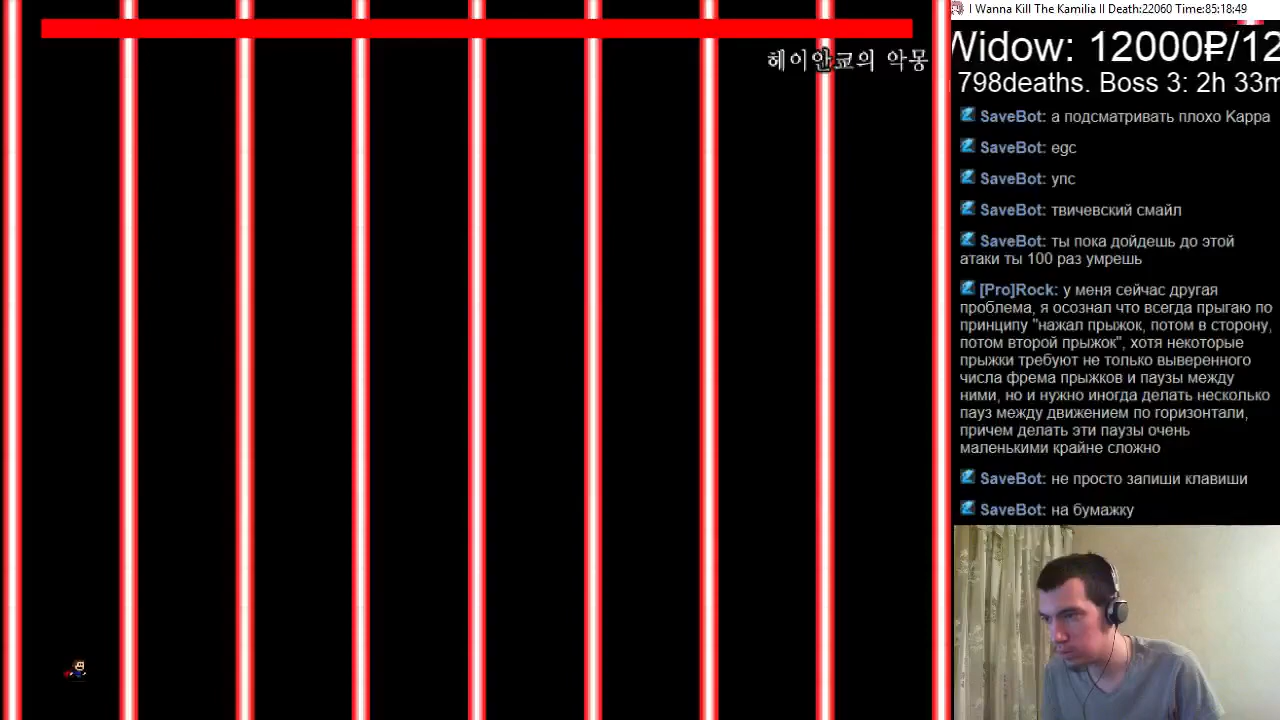 I Wanna Kill The Kamilia II Death:22060 Time:85:18:49
Widow: 12000₽/12
798deaths. Boss 3: 2h 33m
헤이안쿄의 악몽
SaveBot: а подсматривать плохо Kappa
SaveBot: egc
SaveBot: упс
SaveBot: твичевский смайл
SaveBot: ты пока дойдешь до этой
атаки ты 100 раз умрешь
[Pro]Rock: у меня сейчас другая
проблема, я осознал что всегда прыгаю по
принципу "нажал прыжок, потом в сторону,
потом второй прыжок", хотя некоторые
прыжки требуют не только выверенного
числа фрема прыжков и паузы между
ними, но и нужно иногда делать несколько
пауз между движением по горизонтали,
причем делать эти паузы очень
маленькими крайне сложно
SaveBot: не просто запиши клавиши
SaveBot: на бумажку